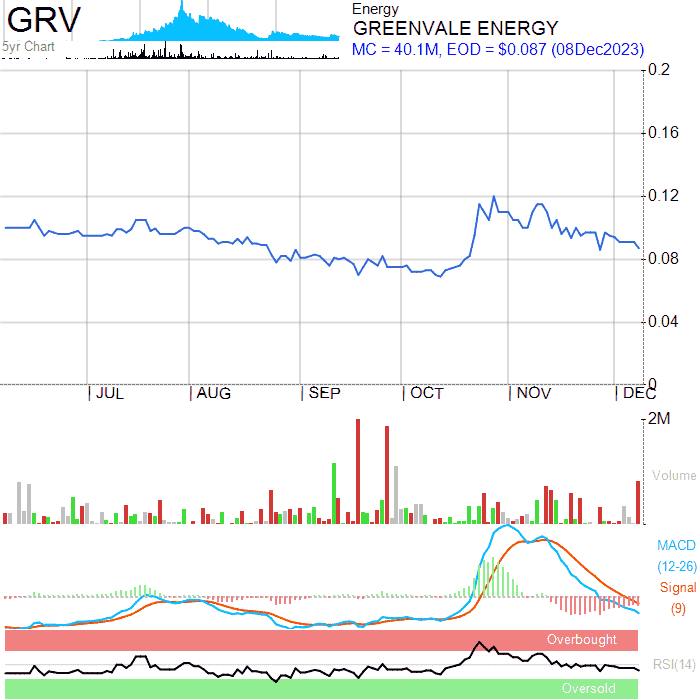 GRV
5yr Chart
Energy
GREENVALE ENERGY
MC = 40.1M, EOD = $0.087 (08Dec2023)
0.2
0.16
0.12
0.08
0.04
0
JUL AUG SEP OCT NOV DEC
2M
Volume
MACD
(12-26)
Signal
(9)
Overbought
RSI(14)
Oversold